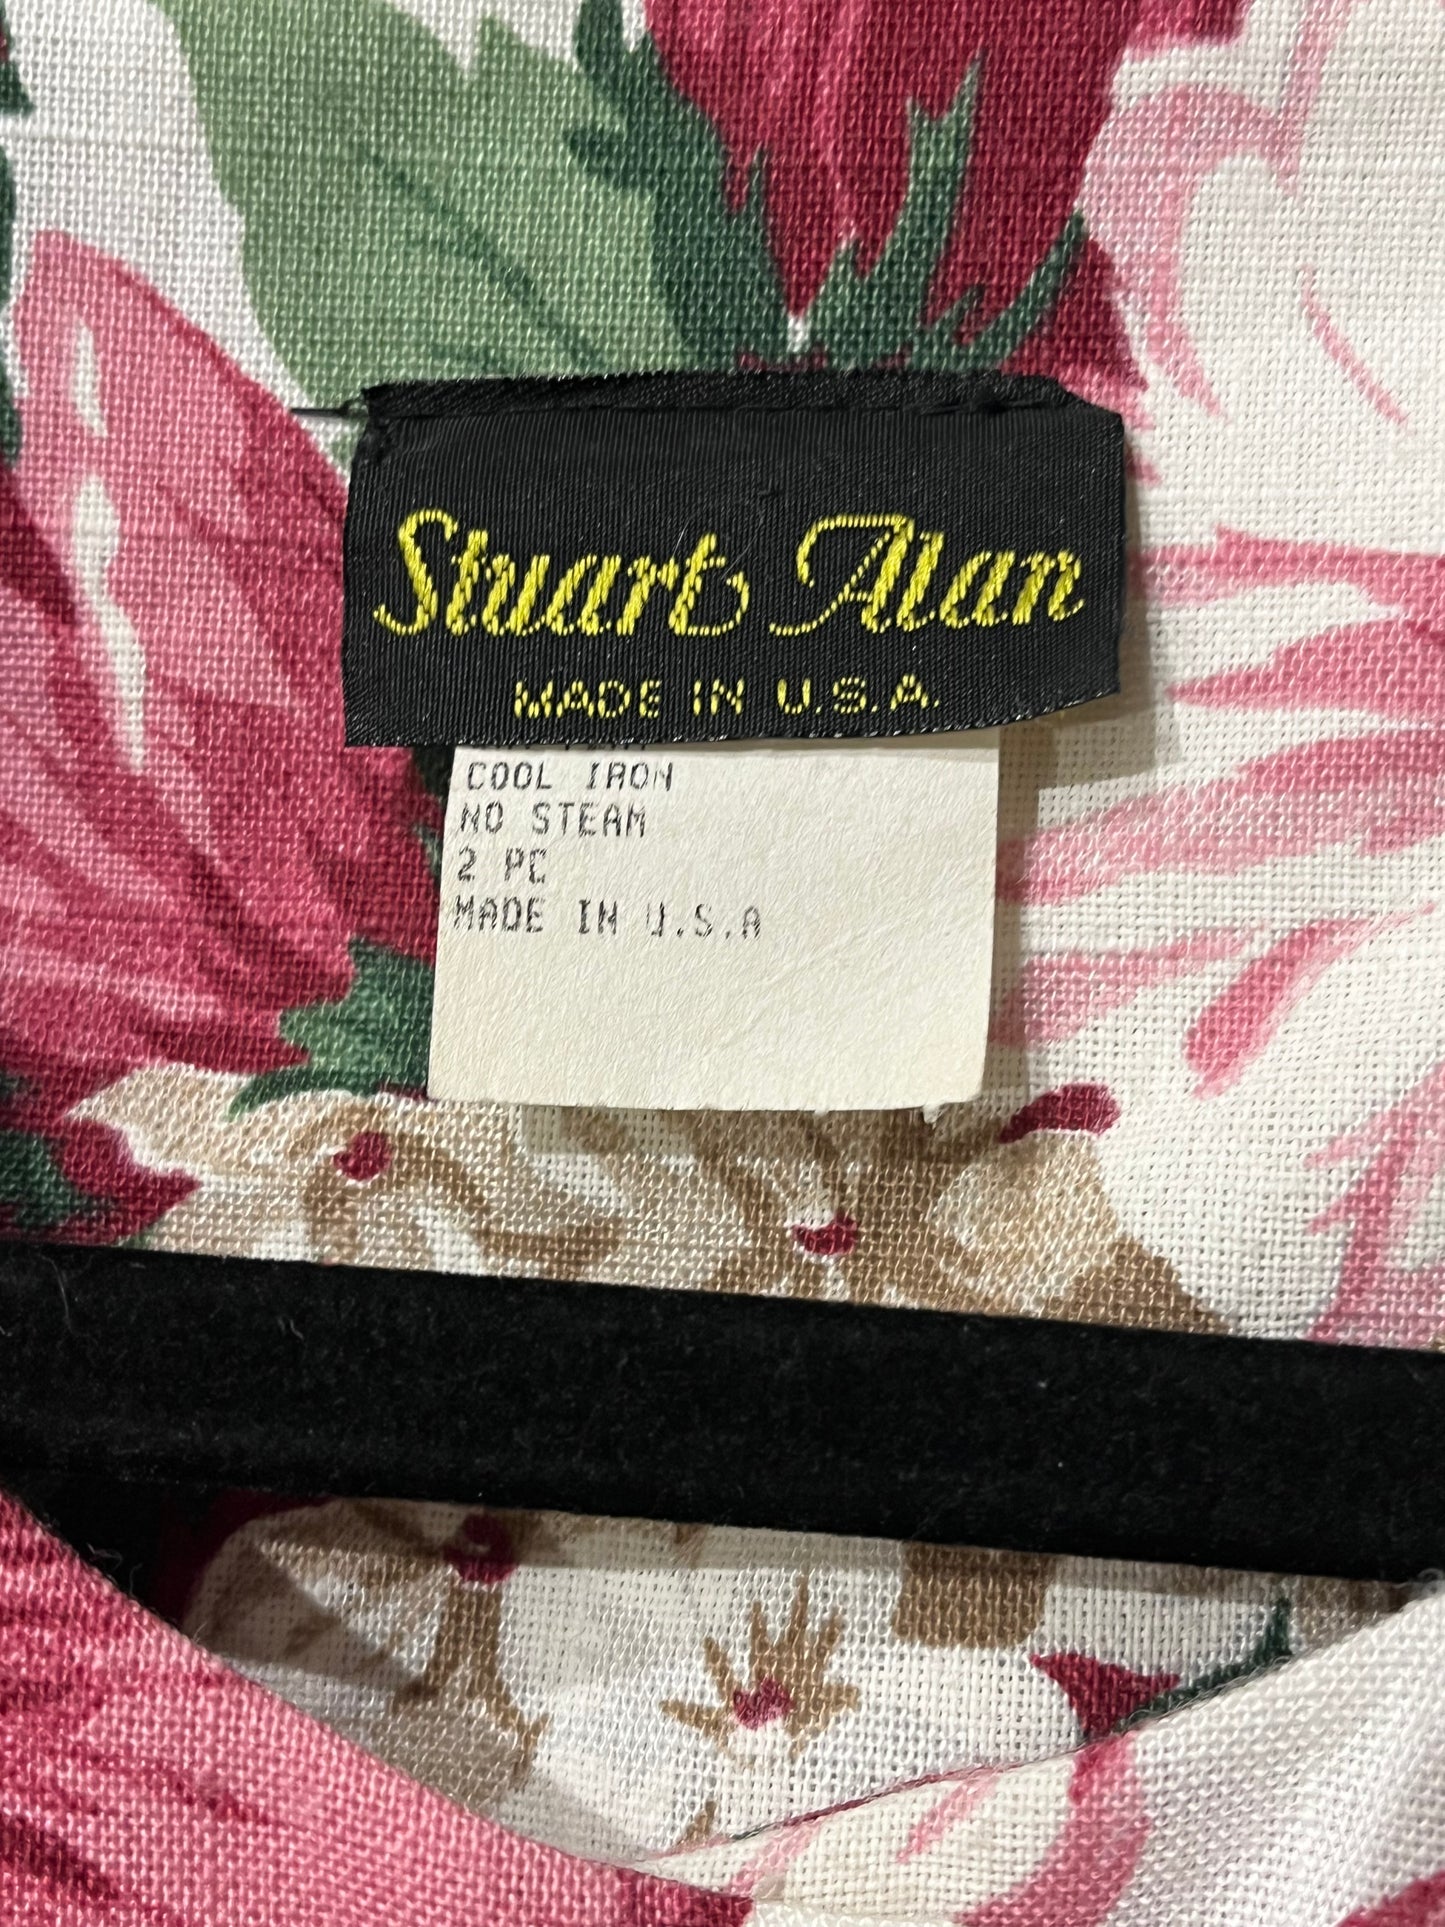 Stuart Alan
MADE IN U.S.A.
COOL IRON
NO STEAM
2 PC
MADE IN U.S.A